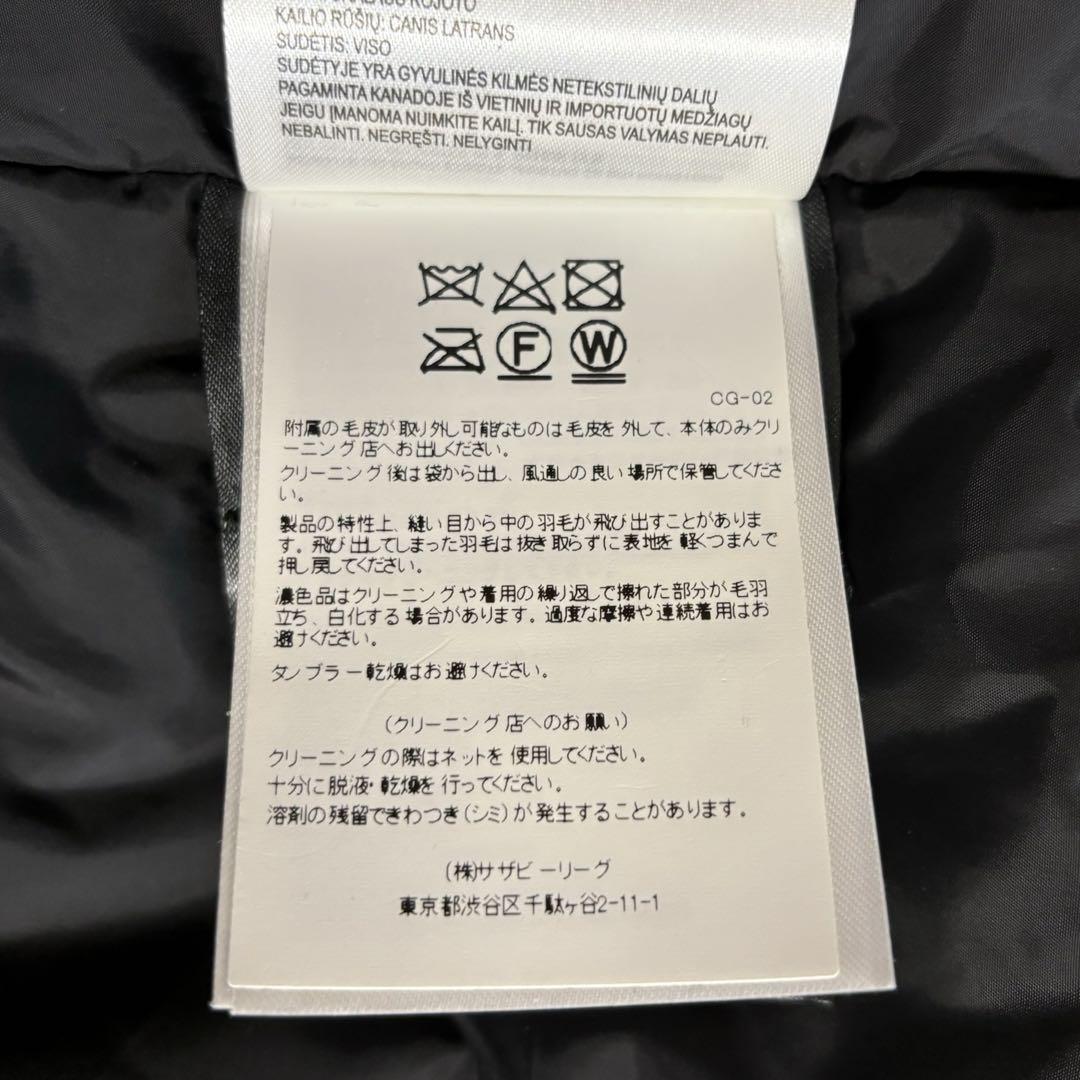 KOJOTO
KAILIO RŪŠIŲ: CANIS LATRANS
SUDĖTIS: VISO
SUDĖTYJE YRA GYVULINĖS KILMĖS NETEKSTILINIŲ DALIŲ
PAGAMINTA KANADOJE IŠ VIETINIŲ IR IMPORTUOTŲ MEDŽIAGŲ
JEIGU ĮMANOMA NUIMKITE KAILĮ. TIK SAUSAS VALYMAS NEPLAUTI.
NEBALINTI. NEGRĘŠTI. NELYGINTI
F W
CG-02
附属の毛皮が取り外し可能なものは毛皮を外して、本体のみクリ
ーニング店へお出しください。
クリーニング後は袋から出し、風通しの良い場所で保管してくださ
い。
製品の特性上、縫い目から中の羽毛が飛び出すことがありま
す。飛び出してしまった羽毛は抜き取らずに表地を軽くつまんで
押し戻してください。
濃色品はクリーニングや着用の繰り返しで擦れた部分が毛羽
立ち、白化する場合があります。過度な摩擦や連続着用はお
避けください。
タンブラー乾燥はお避けください。
（クリーニング店へのお願い）
クリーニングの際はネットを使用してください。
十分に脱液・乾燥を行ってください。
溶剤の残留できわつき（シミ）が発生することがあります。
（株）サザビーリーグ
東京都渋谷区千駄ヶ谷2-11-1